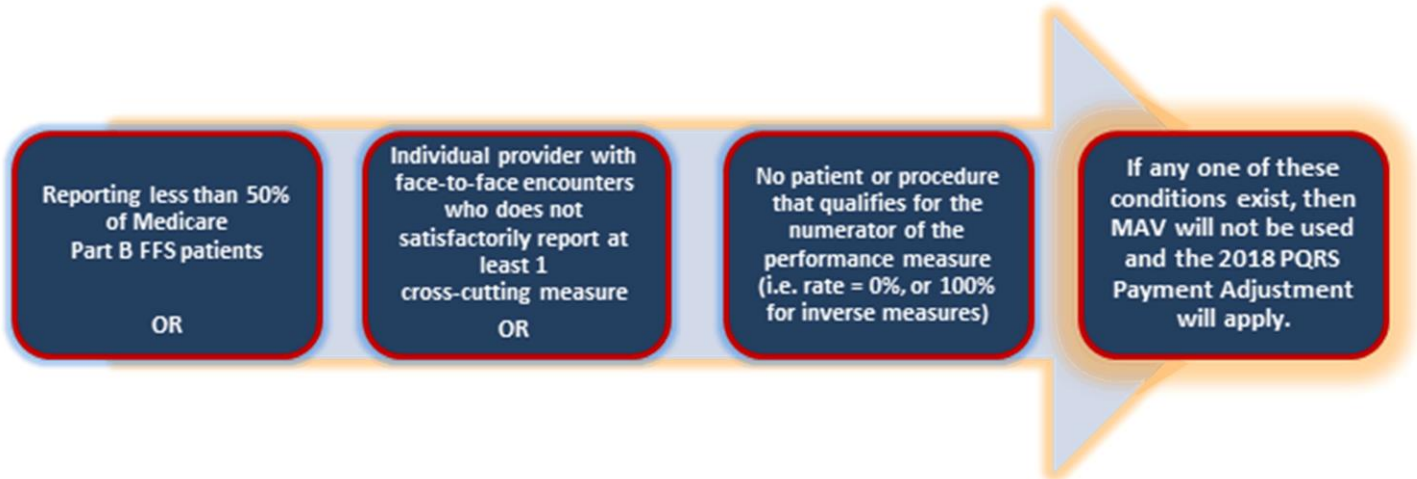 Reporting less than 50%
of Medicare
Part B FFS patients
OR
Individual provider with
face-to-face encounters
who does not
satisfactorily report at
least 1
cross-cutting measure
OR
No patient or procedure
that qualifies for the
numerator of the
performance measure
(i.e. rate = 0%, or 100%
for inverse measures)
If any one of these
conditions exist, then
MAV will not be used
and the 2018 PQRS
Payment Adjustment
will apply.